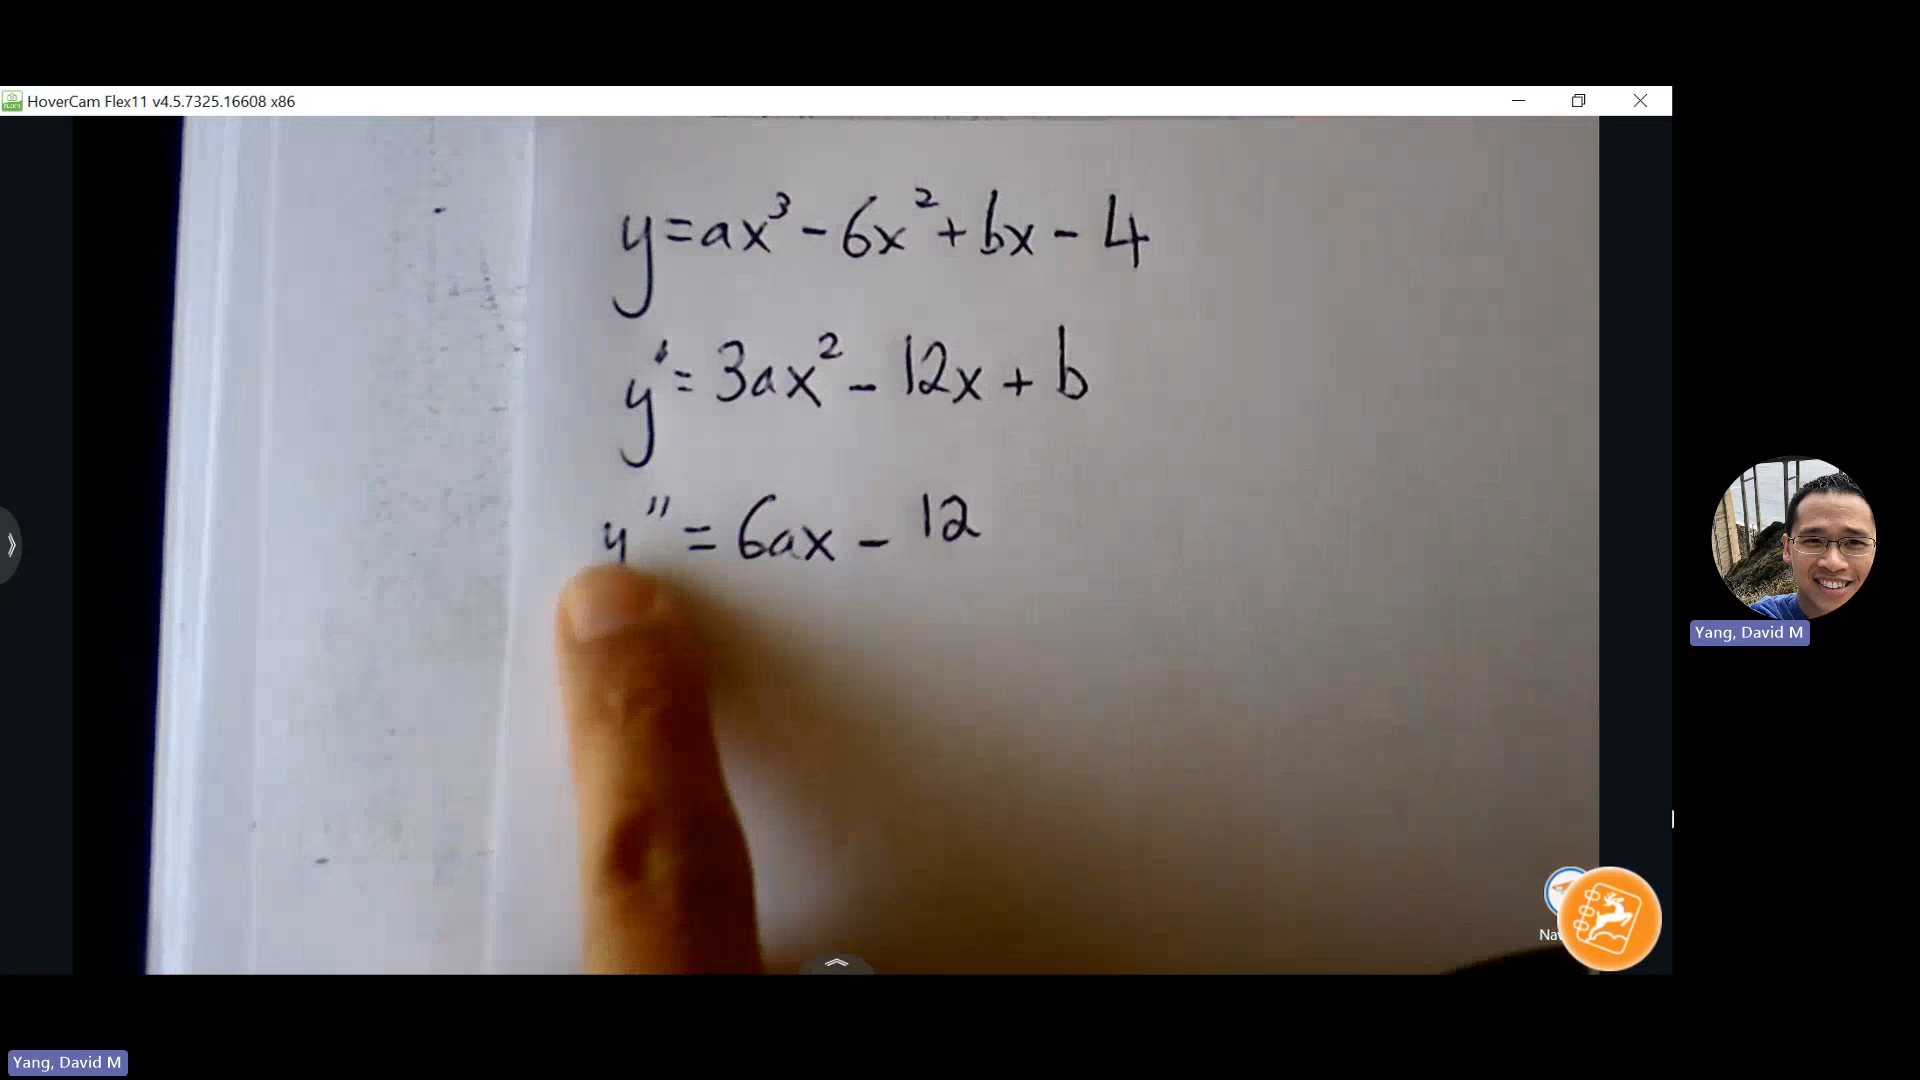 HoverCam Flex11 v4.5.7325.16608 x86
y=ax³-6x²+bx-4
y'=3ax²-12x+b
y''=6ax-12
Yang, David M
Yang, David M